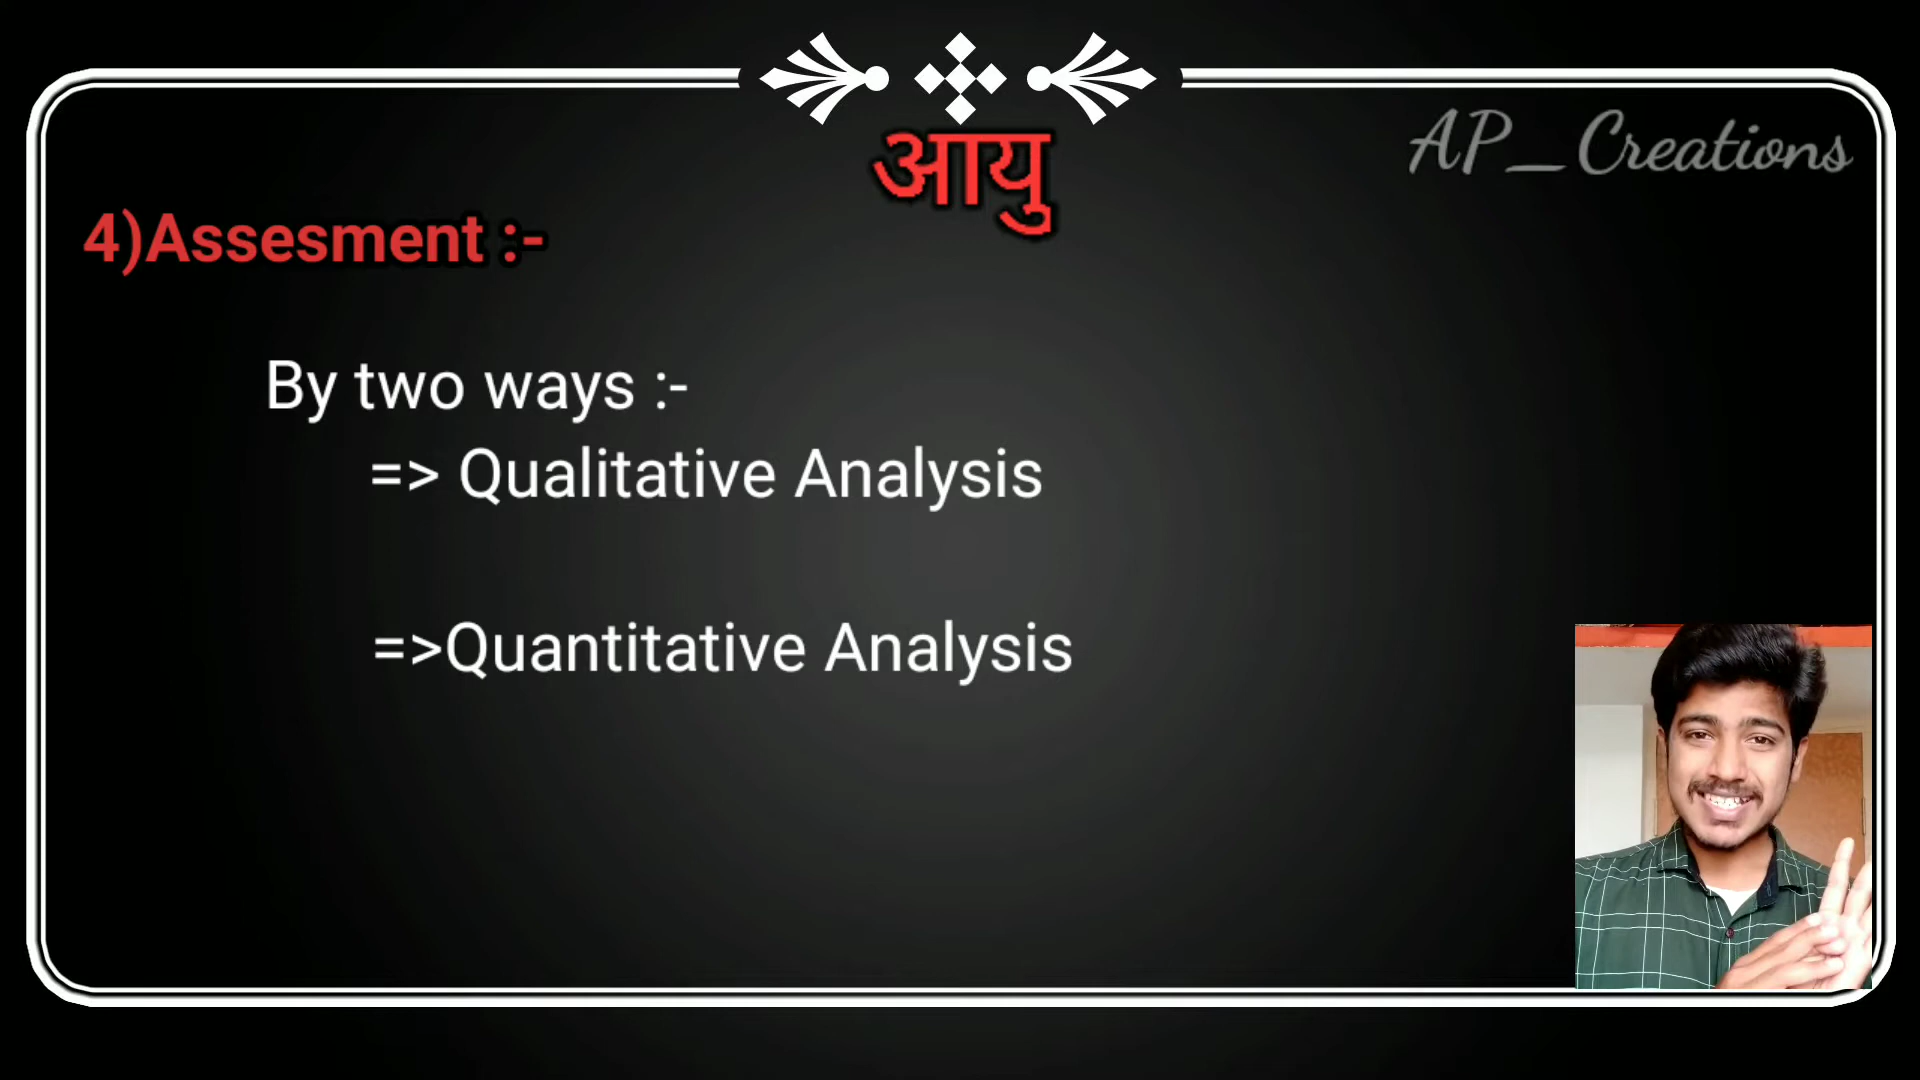 आयु
AP_Creations
4)Assesment :-
By two ways :-
=> Qualitative Analysis
=>Quantitative Analysis